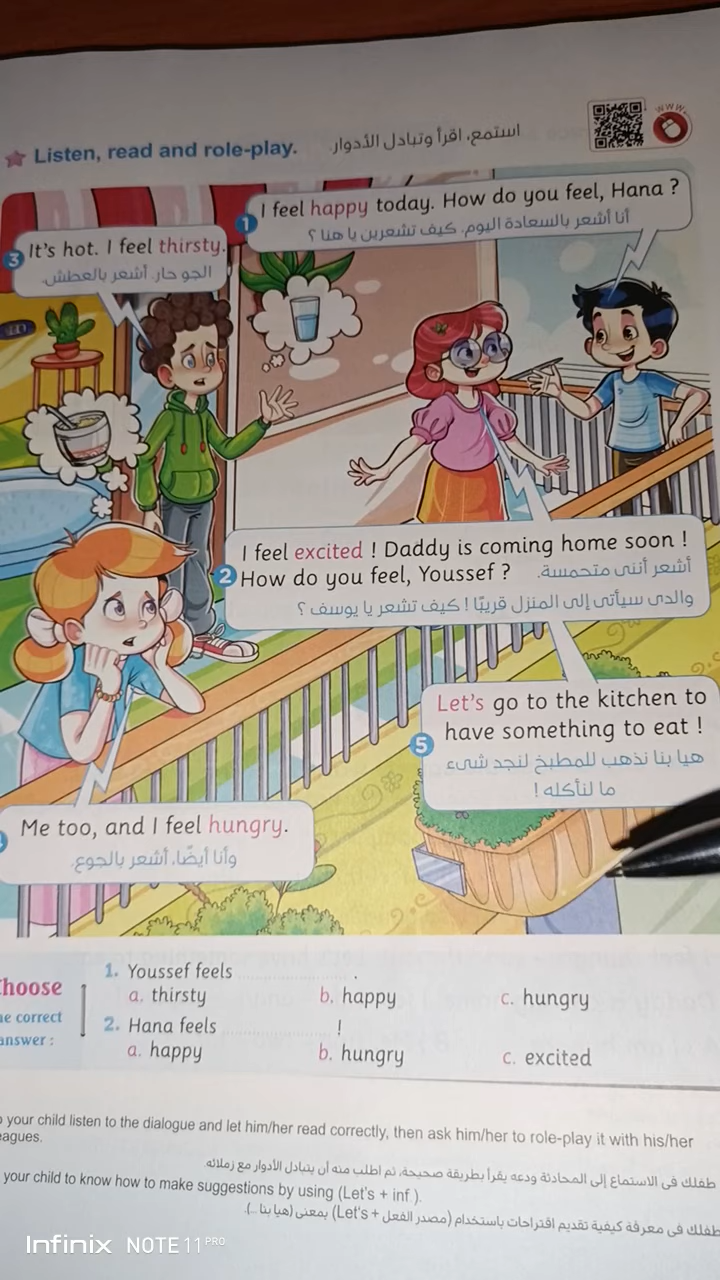 Listen, read and role-play.
استمع، اقرأ وتبادل الأدوار
www.
1 I feel happy today. How do you feel, Hana ?
أنا أشعر بالسعادة اليوم. كيف تشعرين يا هنا ؟
3 It's hot. I feel thirsty.
الجو حار. أشعر بالعطش.
I feel excited ! Daddy is coming home soon !
2 How do you feel, Youssef ?
أشعر أننى متحمسة.
والدى سيأتى إلى المنزل قريبًا ! كيف تشعر يا يوسف ؟
Me too, and I feel hungry.
وأنا أيضًا، أشعر بالجوع.
Let's go to the kitchen to
5 have something to eat !
هيا بنا نذهب للمطبخ لنجد شىء
ما لنأكله !
Choose
correct
answer :
1. Youssef feels .................... .
a. thirsty b. happy c. hungry
2. Hana feels .................... !
a. happy b. hungry c. excited
your child listen to the dialogue and let him/her read correctly, then ask him/her to role-play it with his/her
طفلك فى الاستماع إلى المحادثة ودعه يقرأ بطريقة صحيحة، ثم اطلب منه أن يتبادل الأدوار مع زملائه
your child to know how to make suggestions by using (Let's + inf.).
طفلك فى معرفة كيفية تقديم اقتراحات باستخدام (مصدر الفعل + Let's) بمعنى (هيا بنا ...).
Infinix NOTE 11 PRO